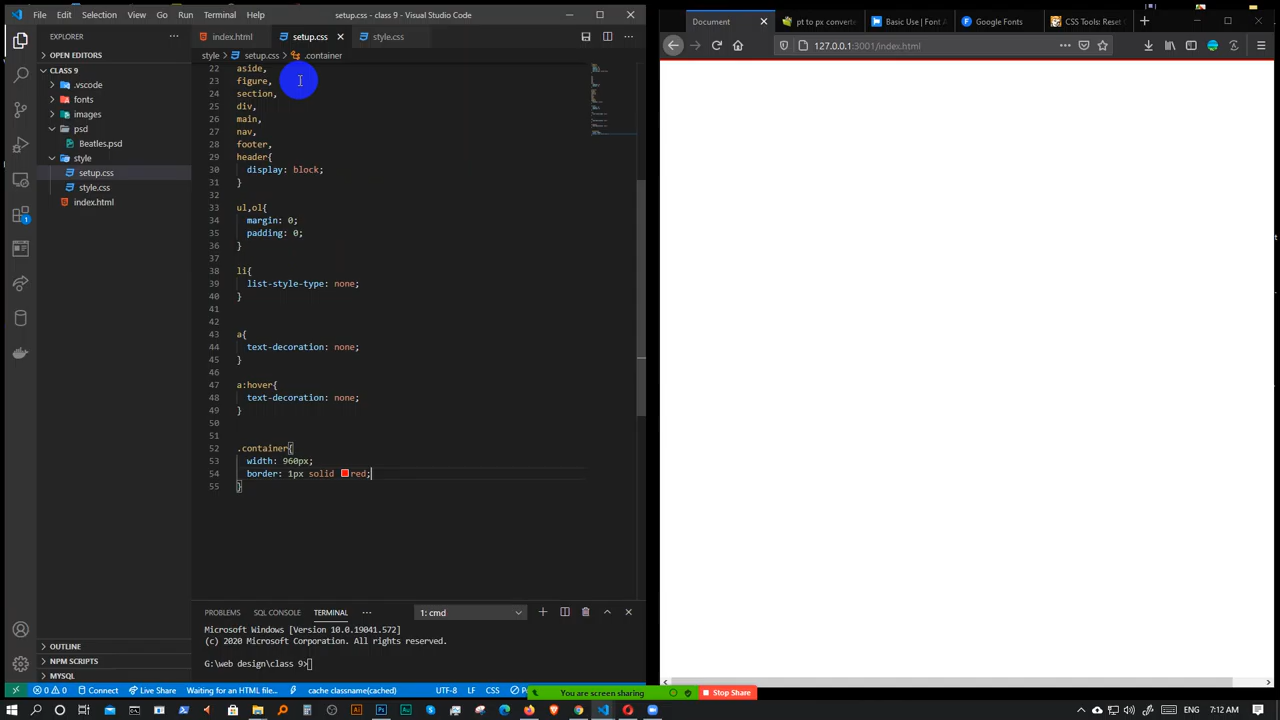 File Edit Selection View Go Run Terminal Help
setup.css - class 9 - Visual Studio Code
EXPLORER
OPEN EDITORS
CLASS 9
.vscode
fonts
images
psd
Beatles.psd
style
setup.css
style.css
index.html
OUTLINE
NPM SCRIPTS
MYSQL
index.html setup.css style.css
style > setup.css > .container
22 aside,
23 figure,
24 section,
25 div,
26 main,
27 nav,
28 footer,
29 header{
30 display: block;
31 }
32
33 ul,ol{
34 margin: 0;
35 padding: 0;
36 }
37
38 li{
39 list-style-type: none;
40 }
41
42
43 a{
44 text-decoration: none;
45 }
46
47 a:hover{
48 text-decoration: none;
49 }
50
51
52 .container{
53 width: 960px;
54 border: 1px solid red;
55 }
PROBLEMS SQL CONSOLE TERMINAL
1: cmd
Microsoft Windows [Version 10.0.19041.572]
(c) 2020 Microsoft Corporation. All rights reserved.
G:\web design\class 9>
0 0 Connect Live Share Waiting for an HTML file... cache classname(cached) UTF-8 LF CSS
Document pt to px converte Basic Use | Font A Google Fonts CSS Tools: Reset C
127.0.0.1:3001/index.html
You are screen sharing Stop Share
ENG 7:12 AM